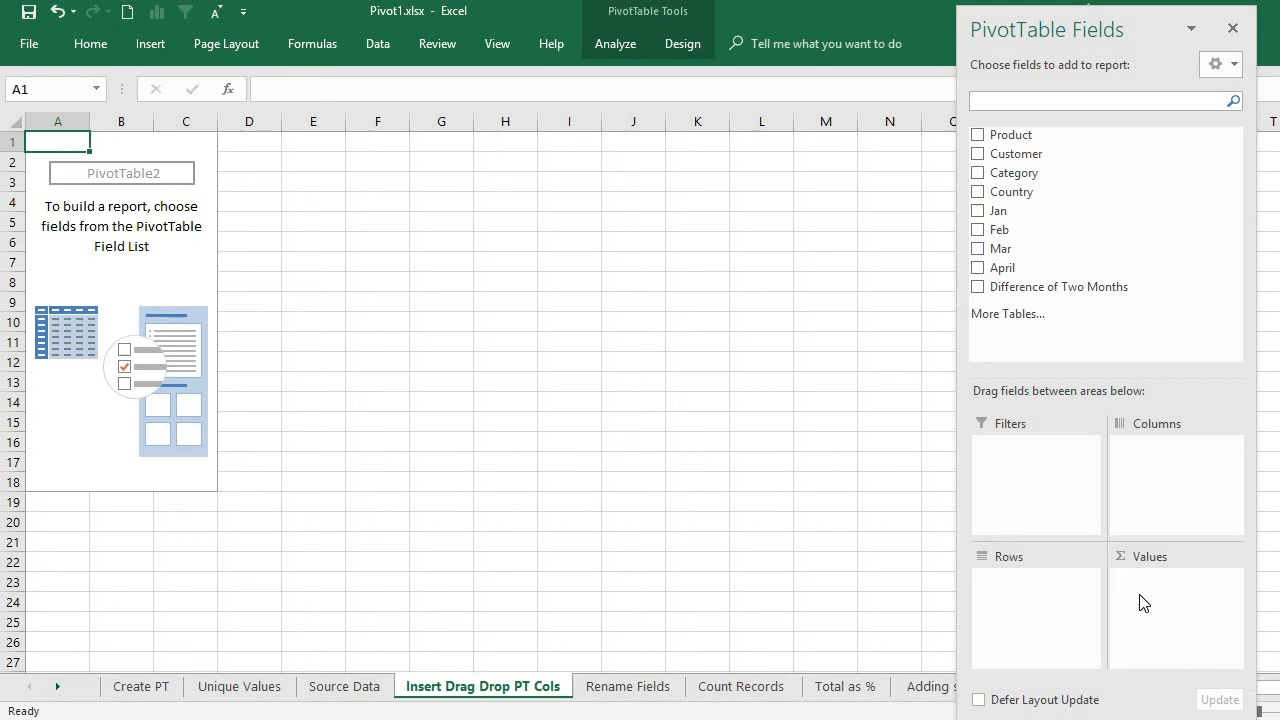 Pivot1.xlsx - Excel
PivotTable Tools
File Home Insert Page Layout Formulas Data Review View Help Analyze Design Tell me what you want to do
A1
fx
A B C D E F G H I J K L M N T
1
2
3
4
5
6
7
8
9
10
11
12
13
14
15
16
17
18
19
20
21
22
23
24
25
26
27
PivotTable2
To build a report, choose
fields from the PivotTable
Field List
PivotTable Fields
Choose fields to add to report:
Product
Customer
Category
Country
Jan
Feb
Mar
April
Difference of Two Months
More Tables...
Drag fields between areas below:
Filters
Columns
Rows
Σ Values
Defer Layout Update
Update
Create PT Unique Values Source Data Insert Drag Drop PT Cols Rename Fields Count Records Total as % Adding
Ready